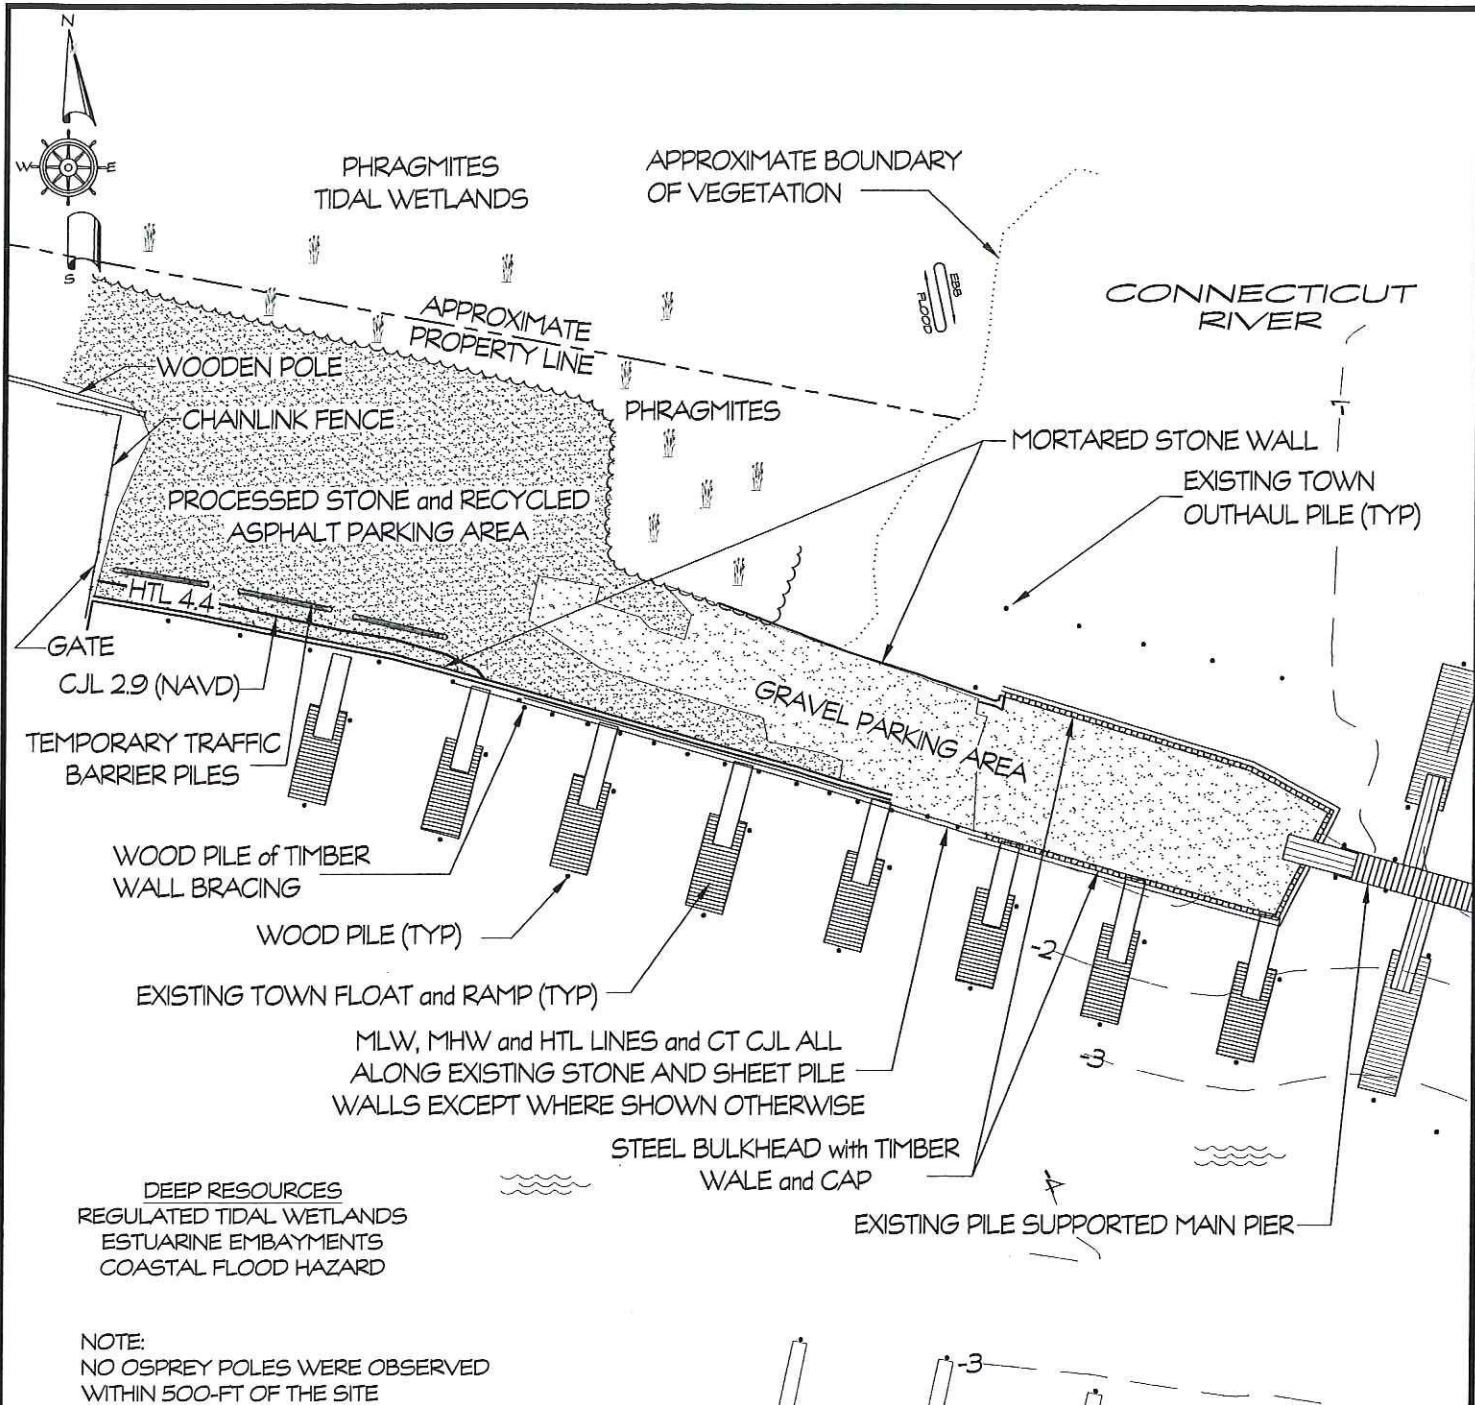 N
W
E
S
PHRAGMITES
TIDAL WETLANDS
APPROXIMATE BOUNDARY
OF VEGETATION
EBB
FLOOD
CONNECTICUT
RIVER
APPROXIMATE
PROPERTY LINE
WOODEN POLE
CHAINLINK FENCE
PHRAGMITES
-1
MORTARED STONE WALL
EXISTING TOWN
OUTHAUL PILE (TYP)
PROCESSED STONE and RECYCLED
ASPHALT PARKING AREA
HTL 4.4
GATE
CJL 2.9 (NAVD)
GRAVEL PARKING AREA
TEMPORARY TRAFFIC
BARRIER PILES
WOOD PILE of TIMBER
WALL BRACING
WOOD PILE (TYP)
-2
EXISTING TOWN FLOAT and RAMP (TYP)
MLW, MHW and HTL LINES and CT CJL ALL
ALONG EXISTING STONE AND SHEET PILE
WALLS EXCEPT WHERE SHOWN OTHERWISE
-3
STEEL BULKHEAD with TIMBER
WALE and CAP
-4
EXISTING PILE SUPPORTED MAIN PIER
DEEP RESOURCES
REGULATED TIDAL WETLANDS
ESTUARINE EMBAYMENTS
COASTAL FLOOD HAZARD
NOTE:
NO OSPREY POLES WERE OBSERVED
WITHIN 500-FT OF THE SITE
-3